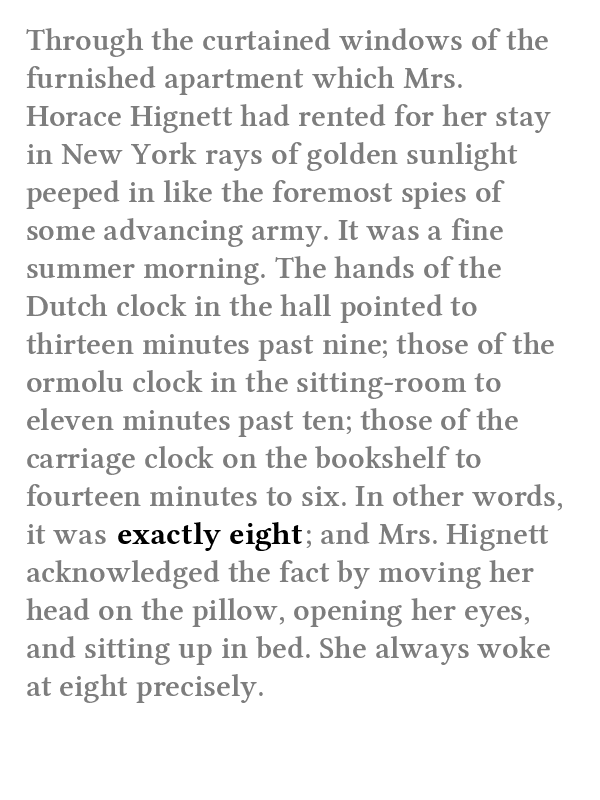 Through the curtained windows of the
furnished apartment which Mrs.
Horace Hignett had rented for her stay
in New York rays of golden sunlight
peeped in like the foremost spies of
some advancing army. It was a fine
summer morning. The hands of the
Dutch clock in the hall pointed to
thirteen minutes past nine; those of the
ormolu clock in the sitting-room to
eleven minutes past ten; those of the
carriage clock on the bookshelf to
fourteen minutes to six. In other words,
it was exactly eight; and Mrs. Hignett
acknowledged the fact by moving her
head on the pillow, opening her eyes,
and sitting up in bed. She always woke
at eight precisely.